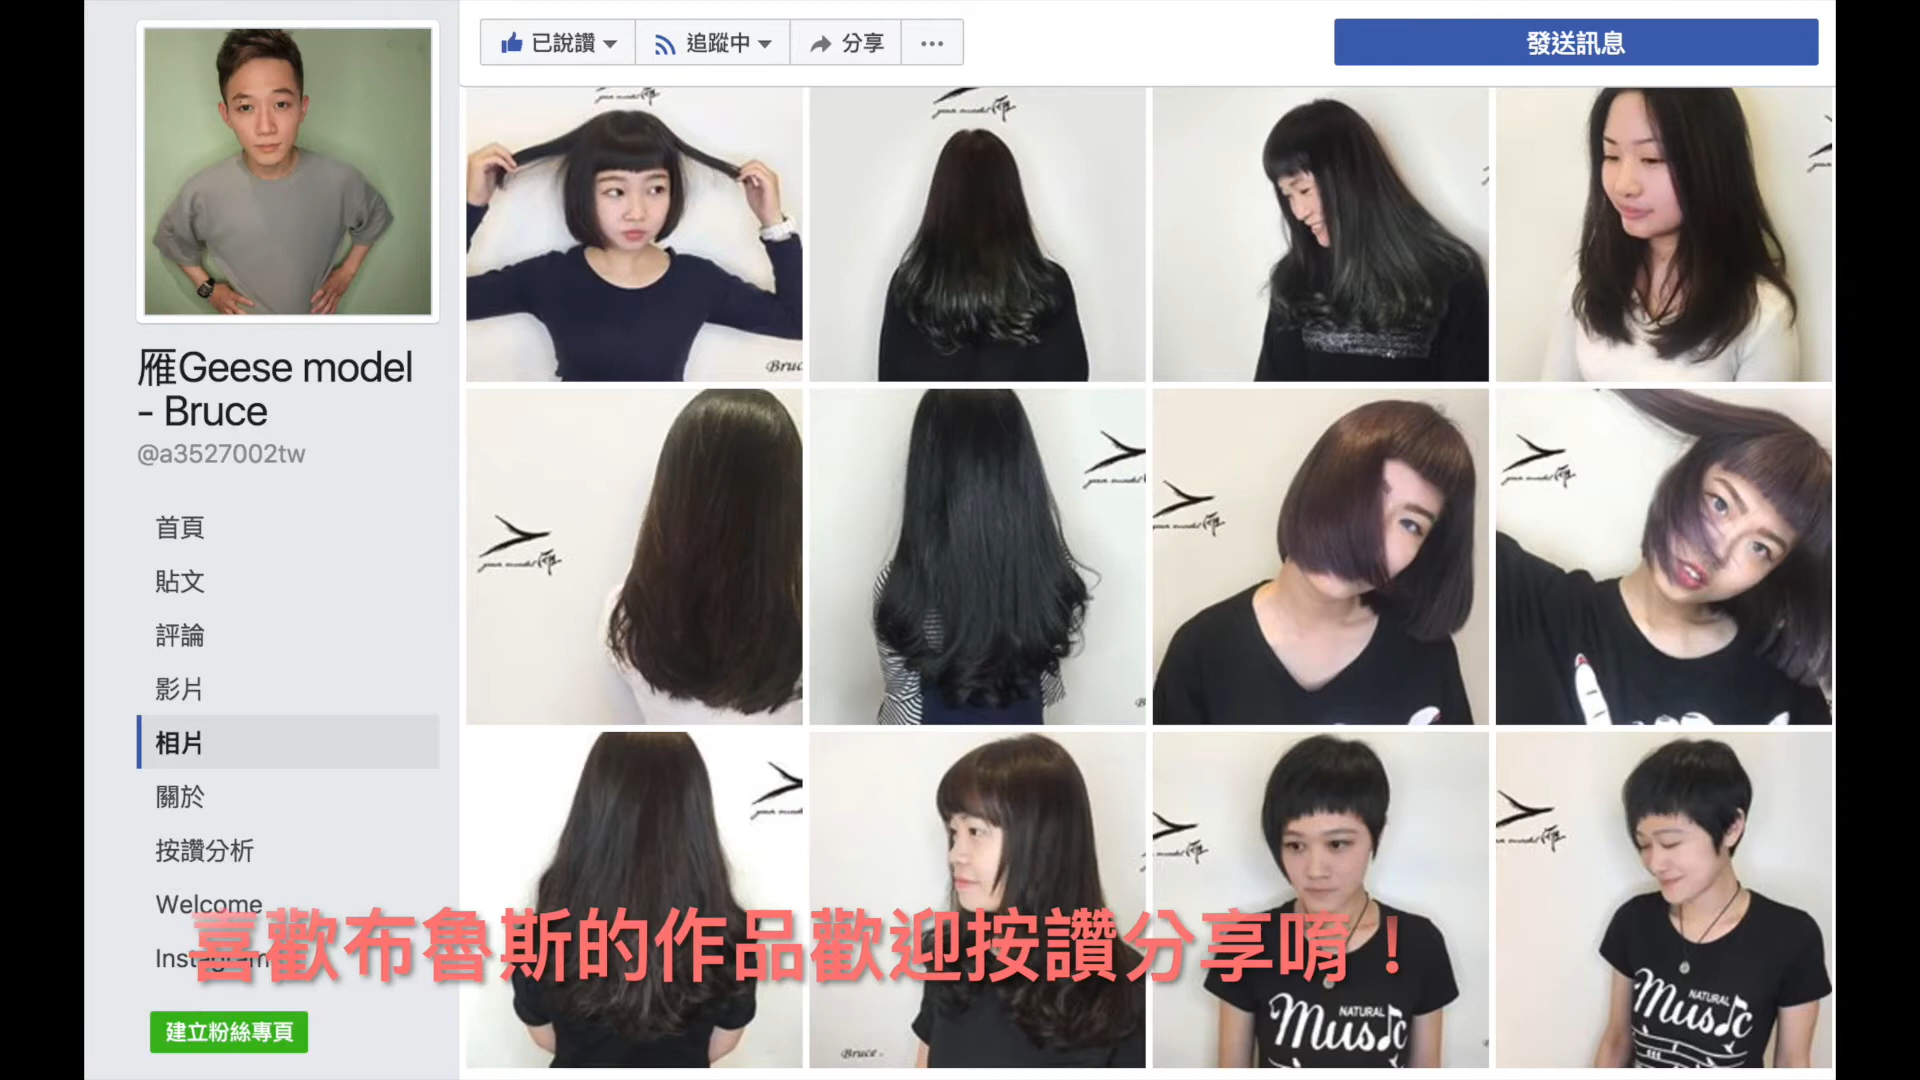 已說讚
追蹤中
分享
發送訊息
雁Geese model
- Bruce
@a3527002tw
首頁
貼文
評論
影片
相片
關於
按讚分析
Welcome
Instagram
建立粉絲專頁
喜歡布魯斯的作品歡迎按讚分享唷！
Bruce
NATURAL
Music
NATURAL
Music